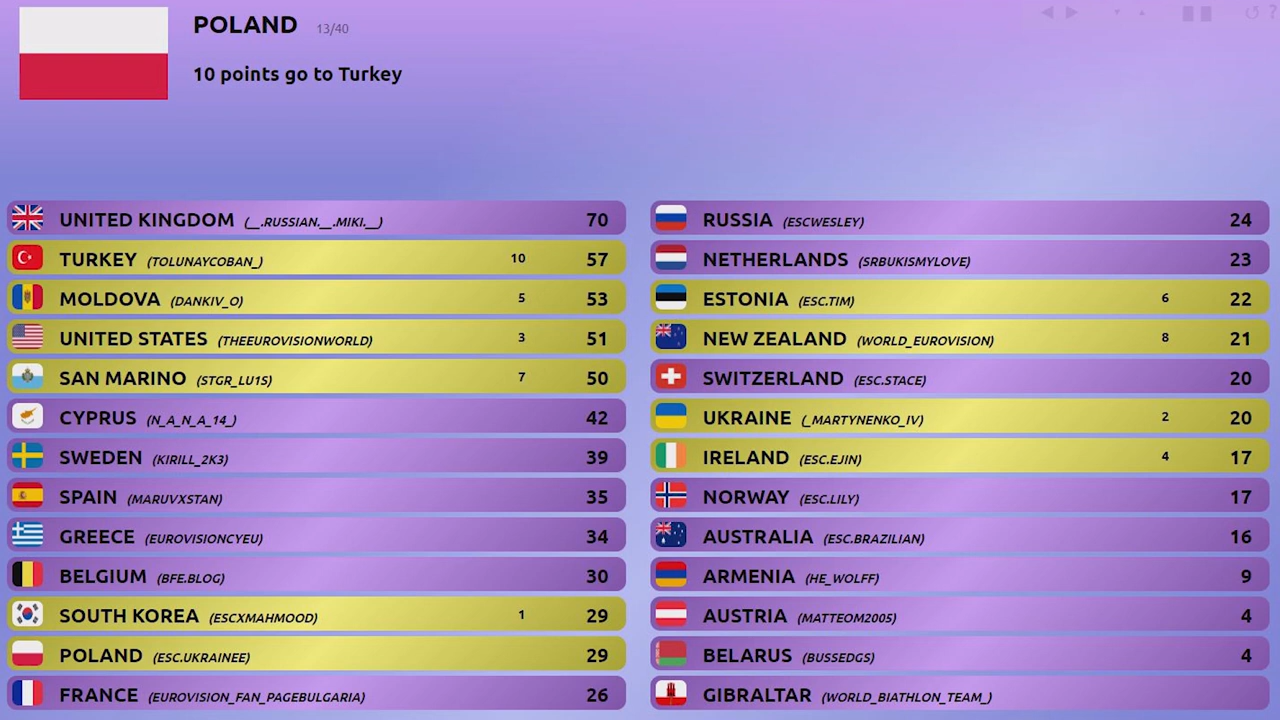 POLAND 13/40
10 points go to Turkey
UNITED KINGDOM (__.RUSSIAN.__.MIKI.__) 70
TURKEY (TOLUNAYCOBAN_) 10 57
MOLDOVA (DANKIV_O) 5 53
UNITED STATES (THEEUROVISIONWORLD) 3 51
SAN MARINO (STGR_LU1S) 7 50
CYPRUS (N_A_N_A_14_) 42
SWEDEN (KIRILL_2K3) 39
SPAIN (MARUVXSTAN) 35
GREECE (EUROVISIONCYEU) 34
BELGIUM (BFE.BLOG) 30
SOUTH KOREA (ESCXMAHMOOD) 1 29
POLAND (ESC.UKRAINEE) 29
FRANCE (EUROVISION_FAN_PAGEBULGARIA) 26
RUSSIA (ESCWESLEY) 24
NETHERLANDS (SRBUKISMYLOVE) 23
ESTONIA (ESC.TIM) 6 22
NEW ZEALAND (WORLD_EUROVISION) 8 21
SWITZERLAND (ESC.STACE) 20
UKRAINE (_MARTYNENKO_IV) 2 20
IRELAND (ESC.EJIN) 4 17
NORWAY (ESC.LILY) 17
AUSTRALIA (ESC.BRAZILIAN) 16
ARMENIA (HE_WOLFF) 9
AUSTRIA (MATTEOM2005) 4
BELARUS (BUSSEDGS) 4
GIBRALTAR (WORLD_BIATHLON_TEAM_)